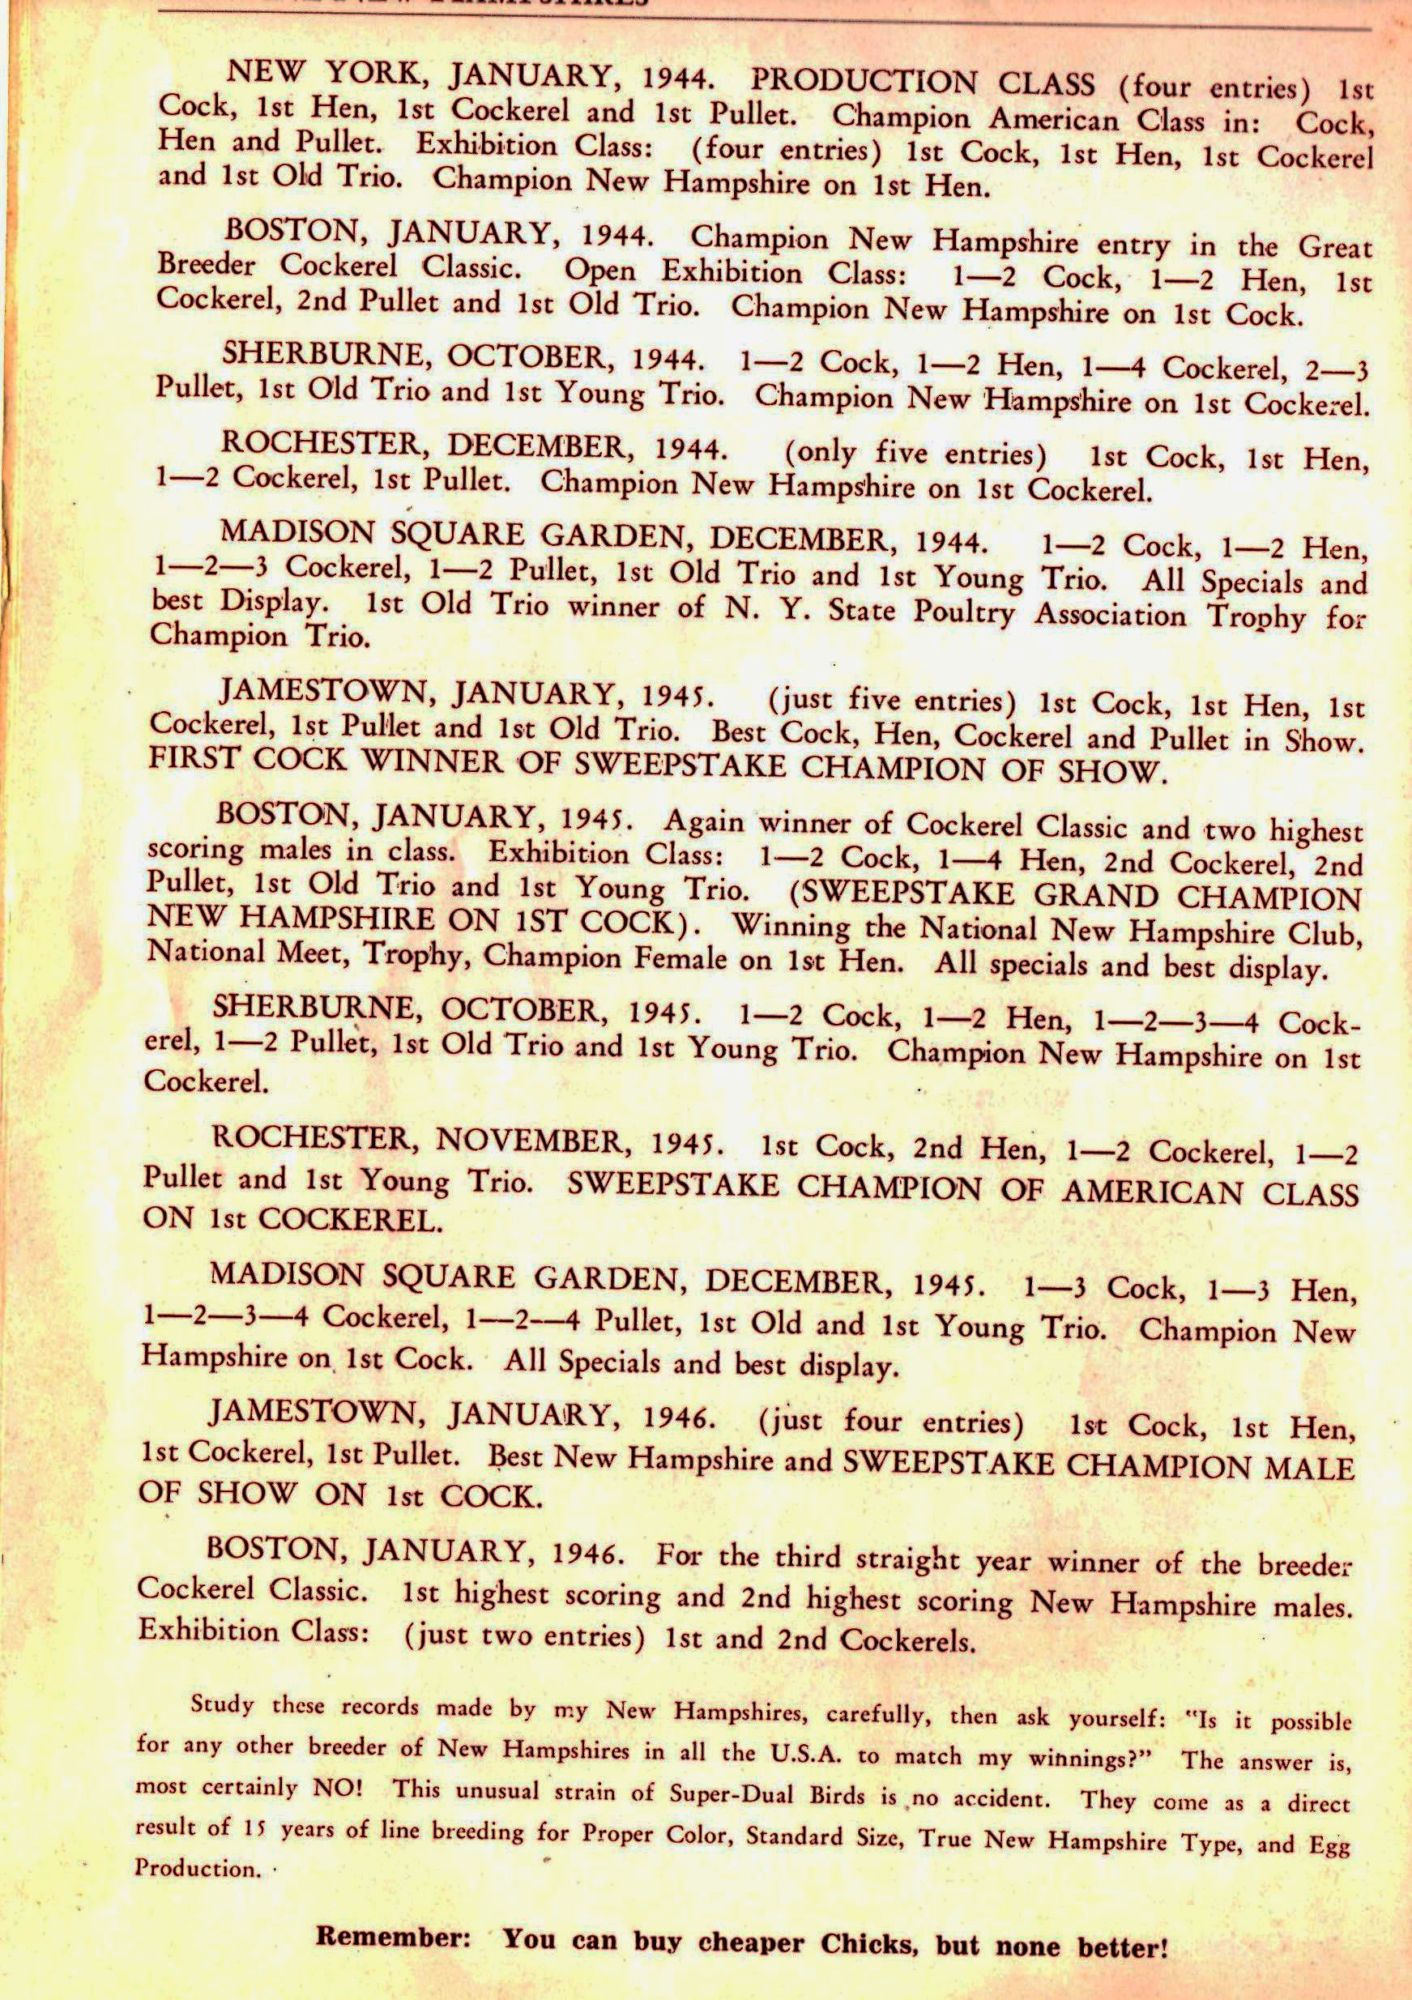 NEW HAMPSHIRES
NEW YORK, JANUARY, 1944. PRODUCTION CLASS (four entries) 1st
Cock, 1st Hen, 1st Cockerel and 1st Pullet. Champion American Class in: Cock,
Hen and Pullet. Exhibition Class: (four entries) 1st Cock, 1st Hen, 1st Cockerel
and 1st Old Trio. Champion New Hampshire on 1st Hen.
BOSTON, JANUARY, 1944. Champion New Hampshire entry in the Great
Breeder Cockerel Classic. Open Exhibition Class: 1—2 Cock, 1—2 Hen, 1st
Cockerel, 2nd Pullet and 1st Old Trio. Champion New Hampshire on 1st Cock.
SHERBURNE, OCTOBER, 1944. 1—2 Cock, 1—2 Hen, 1—4 Cockerel, 2—3
Pullet, 1st Old Trio and 1st Young Trio. Champion New Hampshire on 1st Cockerel.
ROCHESTER, DECEMBER, 1944. (only five entries) 1st Cock, 1st Hen,
1—2 Cockerel, 1st Pullet. Champion New Hampshire on 1st Cockerel.
MADISON SQUARE GARDEN, DECEMBER, 1944. 1—2 Cock, 1—2 Hen,
1—2—3 Cockerel, 1—2 Pullet, 1st Old Trio and 1st Young Trio. All Specials and
best Display. 1st Old Trio winner of N. Y. State Poultry Association Trophy for
Champion Trio.
JAMESTOWN, JANUARY, 1945. (just five entries) 1st Cock, 1st Hen, 1st
Cockerel, 1st Pullet and 1st Old Trio. Best Cock, Hen, Cockerel and Pullet in Show.
FIRST COCK WINNER OF SWEEPSTAKE CHAMPION OF SHOW.
BOSTON, JANUARY, 1945. Again winner of Cockerel Classic and two highest
scoring males in class. Exhibition Class: 1—2 Cock, 1—4 Hen, 2nd Cockerel, 2nd
Pullet, 1st Old Trio and 1st Young Trio. (SWEEPSTAKE GRAND CHAMPION
NEW HAMPSHIRE ON 1ST COCK). Winning the National New Hampshire Club,
National Meet, Trophy, Champion Female on 1st Hen. All specials and best display.
SHERBURNE, OCTOBER, 1945. 1—2 Cock, 1—2 Hen, 1—2—3—4 Cock-
erel, 1—2 Pullet, 1st Old Trio and 1st Young Trio. Champion New Hampshire on 1st
Cockerel.
ROCHESTER, NOVEMBER, 1945. 1st Cock, 2nd Hen, 1—2 Cockerel, 1—2
Pullet and 1st Young Trio. SWEEPSTAKE CHAMPION OF AMERICAN CLASS
ON 1st COCKEREL.
MADISON SQUARE GARDEN, DECEMBER, 1945. 1—3 Cock, 1—3 Hen,
1—2—3—4 Cockerel, 1—2—4 Pullet, 1st Old and 1st Young Trio. Champion New
Hampshire on 1st Cock. All Specials and best display.
JAMESTOWN, JANUARY, 1946. (just four entries) 1st Cock, 1st Hen,
1st Cockerel, 1st Pullet. Best New Hampshire and SWEEPSTAKE CHAMPION MALE
OF SHOW ON 1st COCK.
BOSTON, JANUARY, 1946. For the third straight year winner of the breeder
Cockerel Classic. 1st highest scoring and 2nd highest scoring New Hampshire males.
Exhibition Class: (just two entries) 1st and 2nd Cockerels.
Study these records made by my New Hampshires, carefully, then ask yourself: "Is it possible
for any other breeder of New Hampshires in all the U.S.A. to match my winnings?" The answer is,
most certainly NO! This unusual strain of Super-Dual Birds is no accident. They come as a direct
result of 15 years of line breeding for Proper Color, Standard Size, True New Hampshire Type, and Egg
Production.
Remember: You can buy cheaper Chicks, but none better!